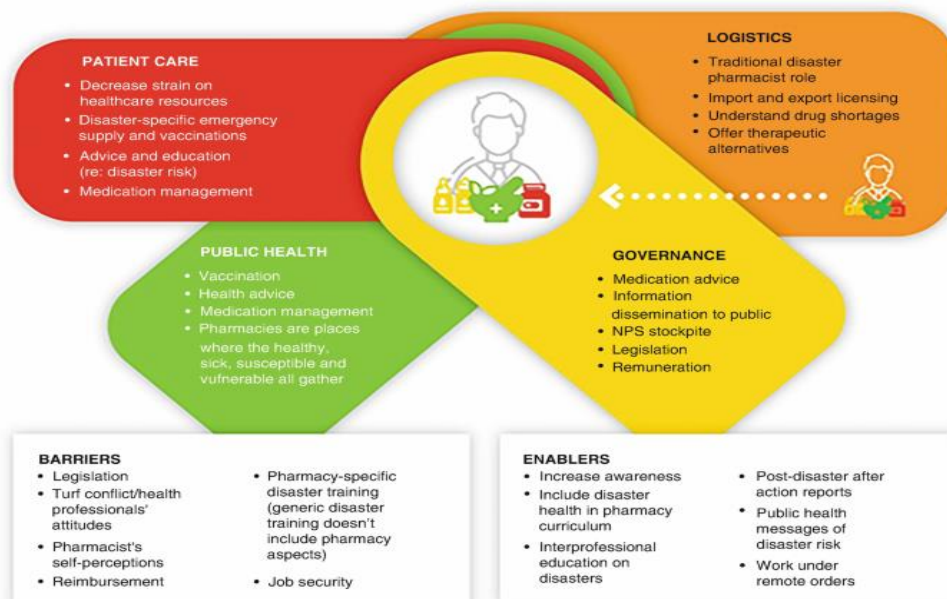 PATIENT CARE
• Decrease strain on
healthcare resources
• Disaster-specific emergency
supply and vaccinations
• Advice and education
(re: disaster risk)
• Medication management
LOGISTICS
• Traditional disaster
pharmacist role
• Import and export licensing
• Understand drug shortages
• Offer therapeutic
alternatives
PUBLIC HEALTH
• Vaccination
• Health advice
• Medication management
• Pharmacies are places
where the healthy,
sick, susceptible and
vufnerable all gather
GOVERNANCE
• Medication advice
• Information
dissemination to public
• NPS stockpite
• Legislation
• Remuneration
BARRIERS
• Legislation
• Turf conflict/health
professionals'
attitudes
• Pharmacist's
self-perceptions
• Reimbursement
• Pharmacy-specific
disaster training
(generic disaster
training doesn't
include pharmacy
aspects)
• Job security
ENABLERS
• Increase awareness
• Include disaster
health in pharmacy
curriculum
• Interprofessional
education on
disasters
• Post-disaster after
action reports
• Public health
messages of
disaster risk
• Work under
remote orders